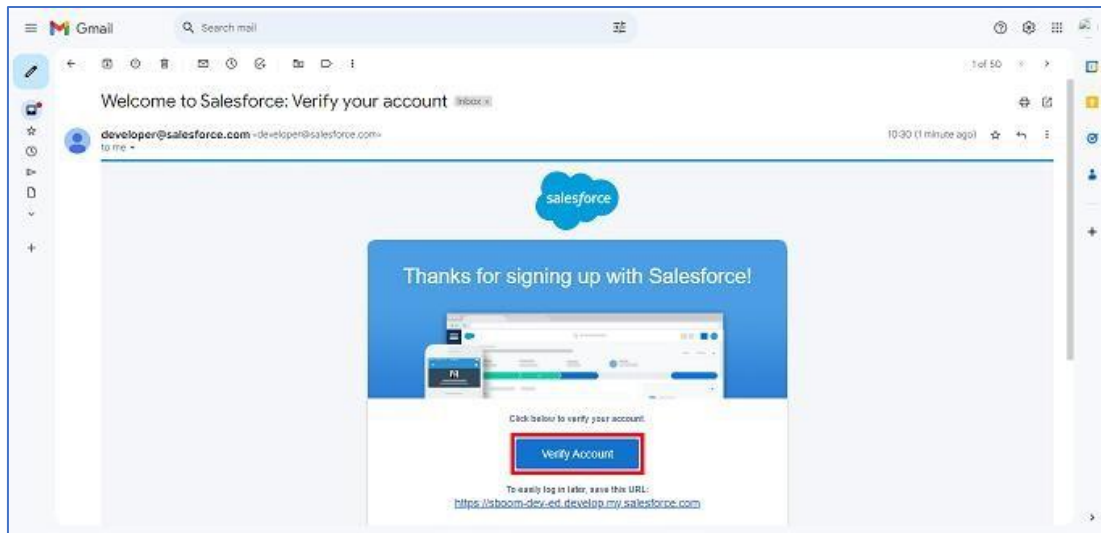 Gmail
Search mail
1 of 50
Welcome to Salesforce: Verify your account Inbox x
developer@salesforce.com <developer@salesforce.com>
10:30 (1 minute ago)
to me
salesforce
Thanks for signing up with Salesforce!
Click below to verify your account.
Verify Account
To easily log in later, save this URL:
https://sboom-dev-ed.develop.my.salesforce.com